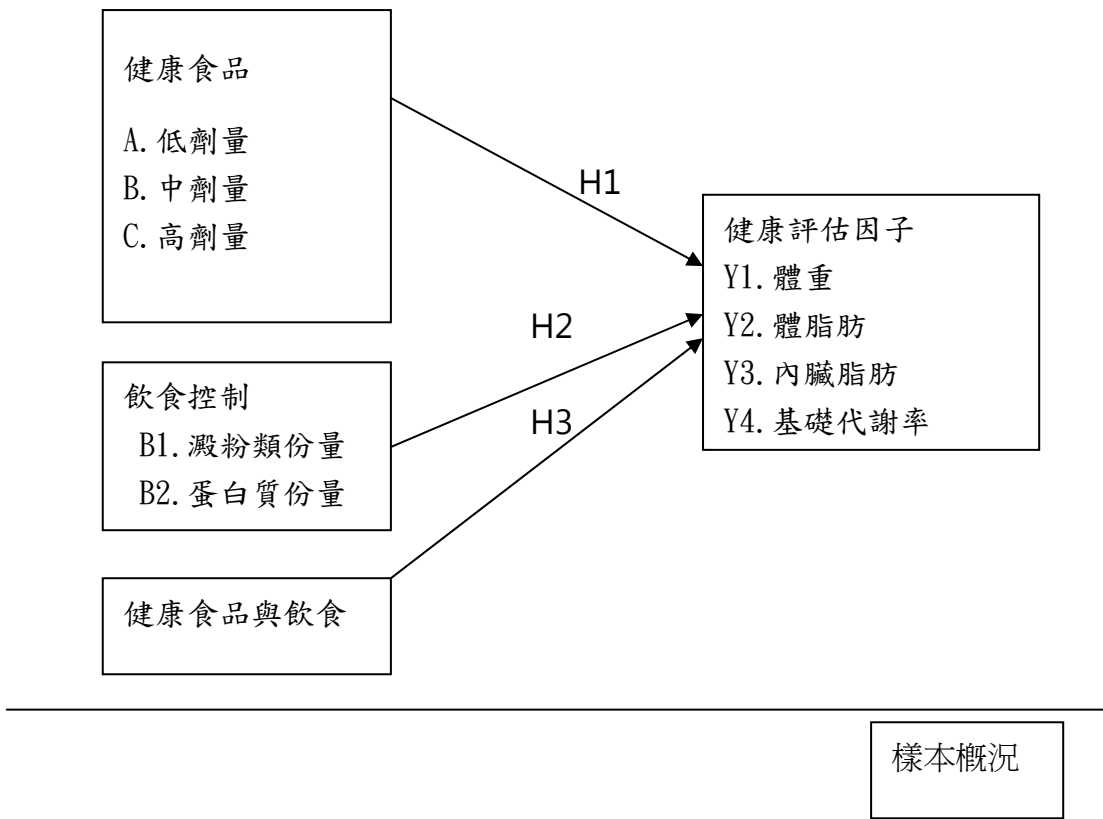 健康食品
A.低劑量
B.中劑量
C.高劑量
H1
健康評估因子
Y1.體重
Y2.體脂肪
Y3.內臟脂肪
Y4.基礎代謝率
H2
飲食控制
B1.澱粉類份量
B2.蛋白質份量
H3
健康食品與飲食
樣本概況